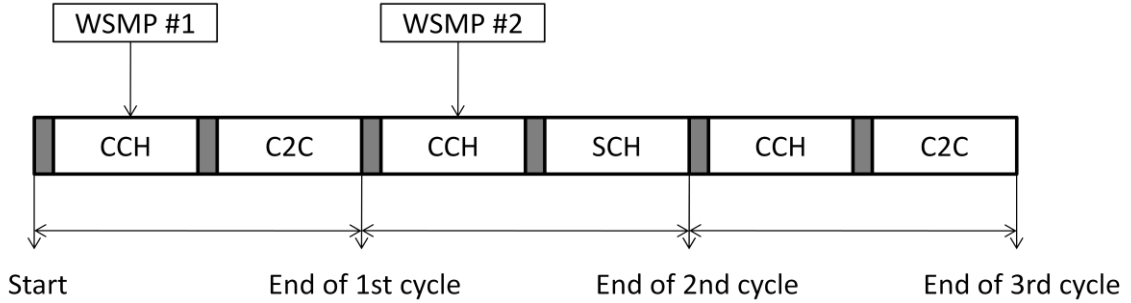 WSMP #1
WSMP #2
CCH
C2C
CCH
SCH
CCH
C2C
Start
End of 1st cycle
End of 2nd cycle
End of 3rd cycle